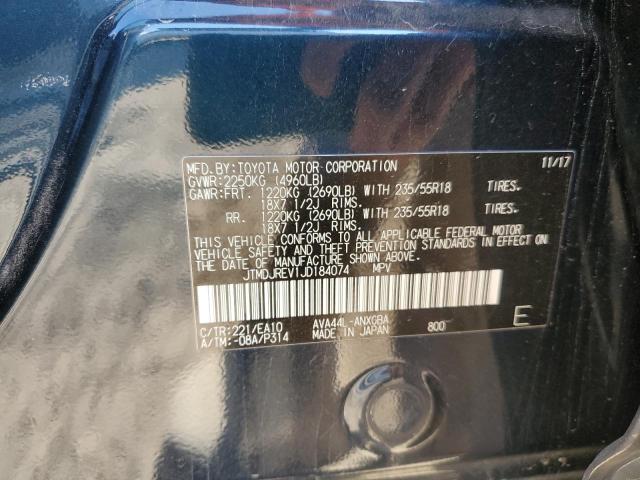 MFD. BY: TOYOTA MOTOR CORPORATION 11/17
GVWR: 2250KG (4960LB)
GAWR: FRT. 1220KG (2690LB) WITH 235/55R18 TIRES.
18X7 1/2J RIMS.
RR. 1220KG (2690LB) WITH 235/55R18 TIRES.
18X7 1/2J RIMS.
THIS VEHICLE CONFORMS TO ALL APPLICABLE FEDERAL MOTOR
VEHICLE SAFETY, BUMPER, AND THEFT PREVENTION STANDARDS IN EFFECT ON
THE DATE OF MANUFACTURE SHOWN ABOVE.
JTMDJREV1JD184074 MPV
C/TR: 221/EA10 AVA44L-ANXGBA 800 E
A/TM: -08A/P314 MADE IN JAPAN